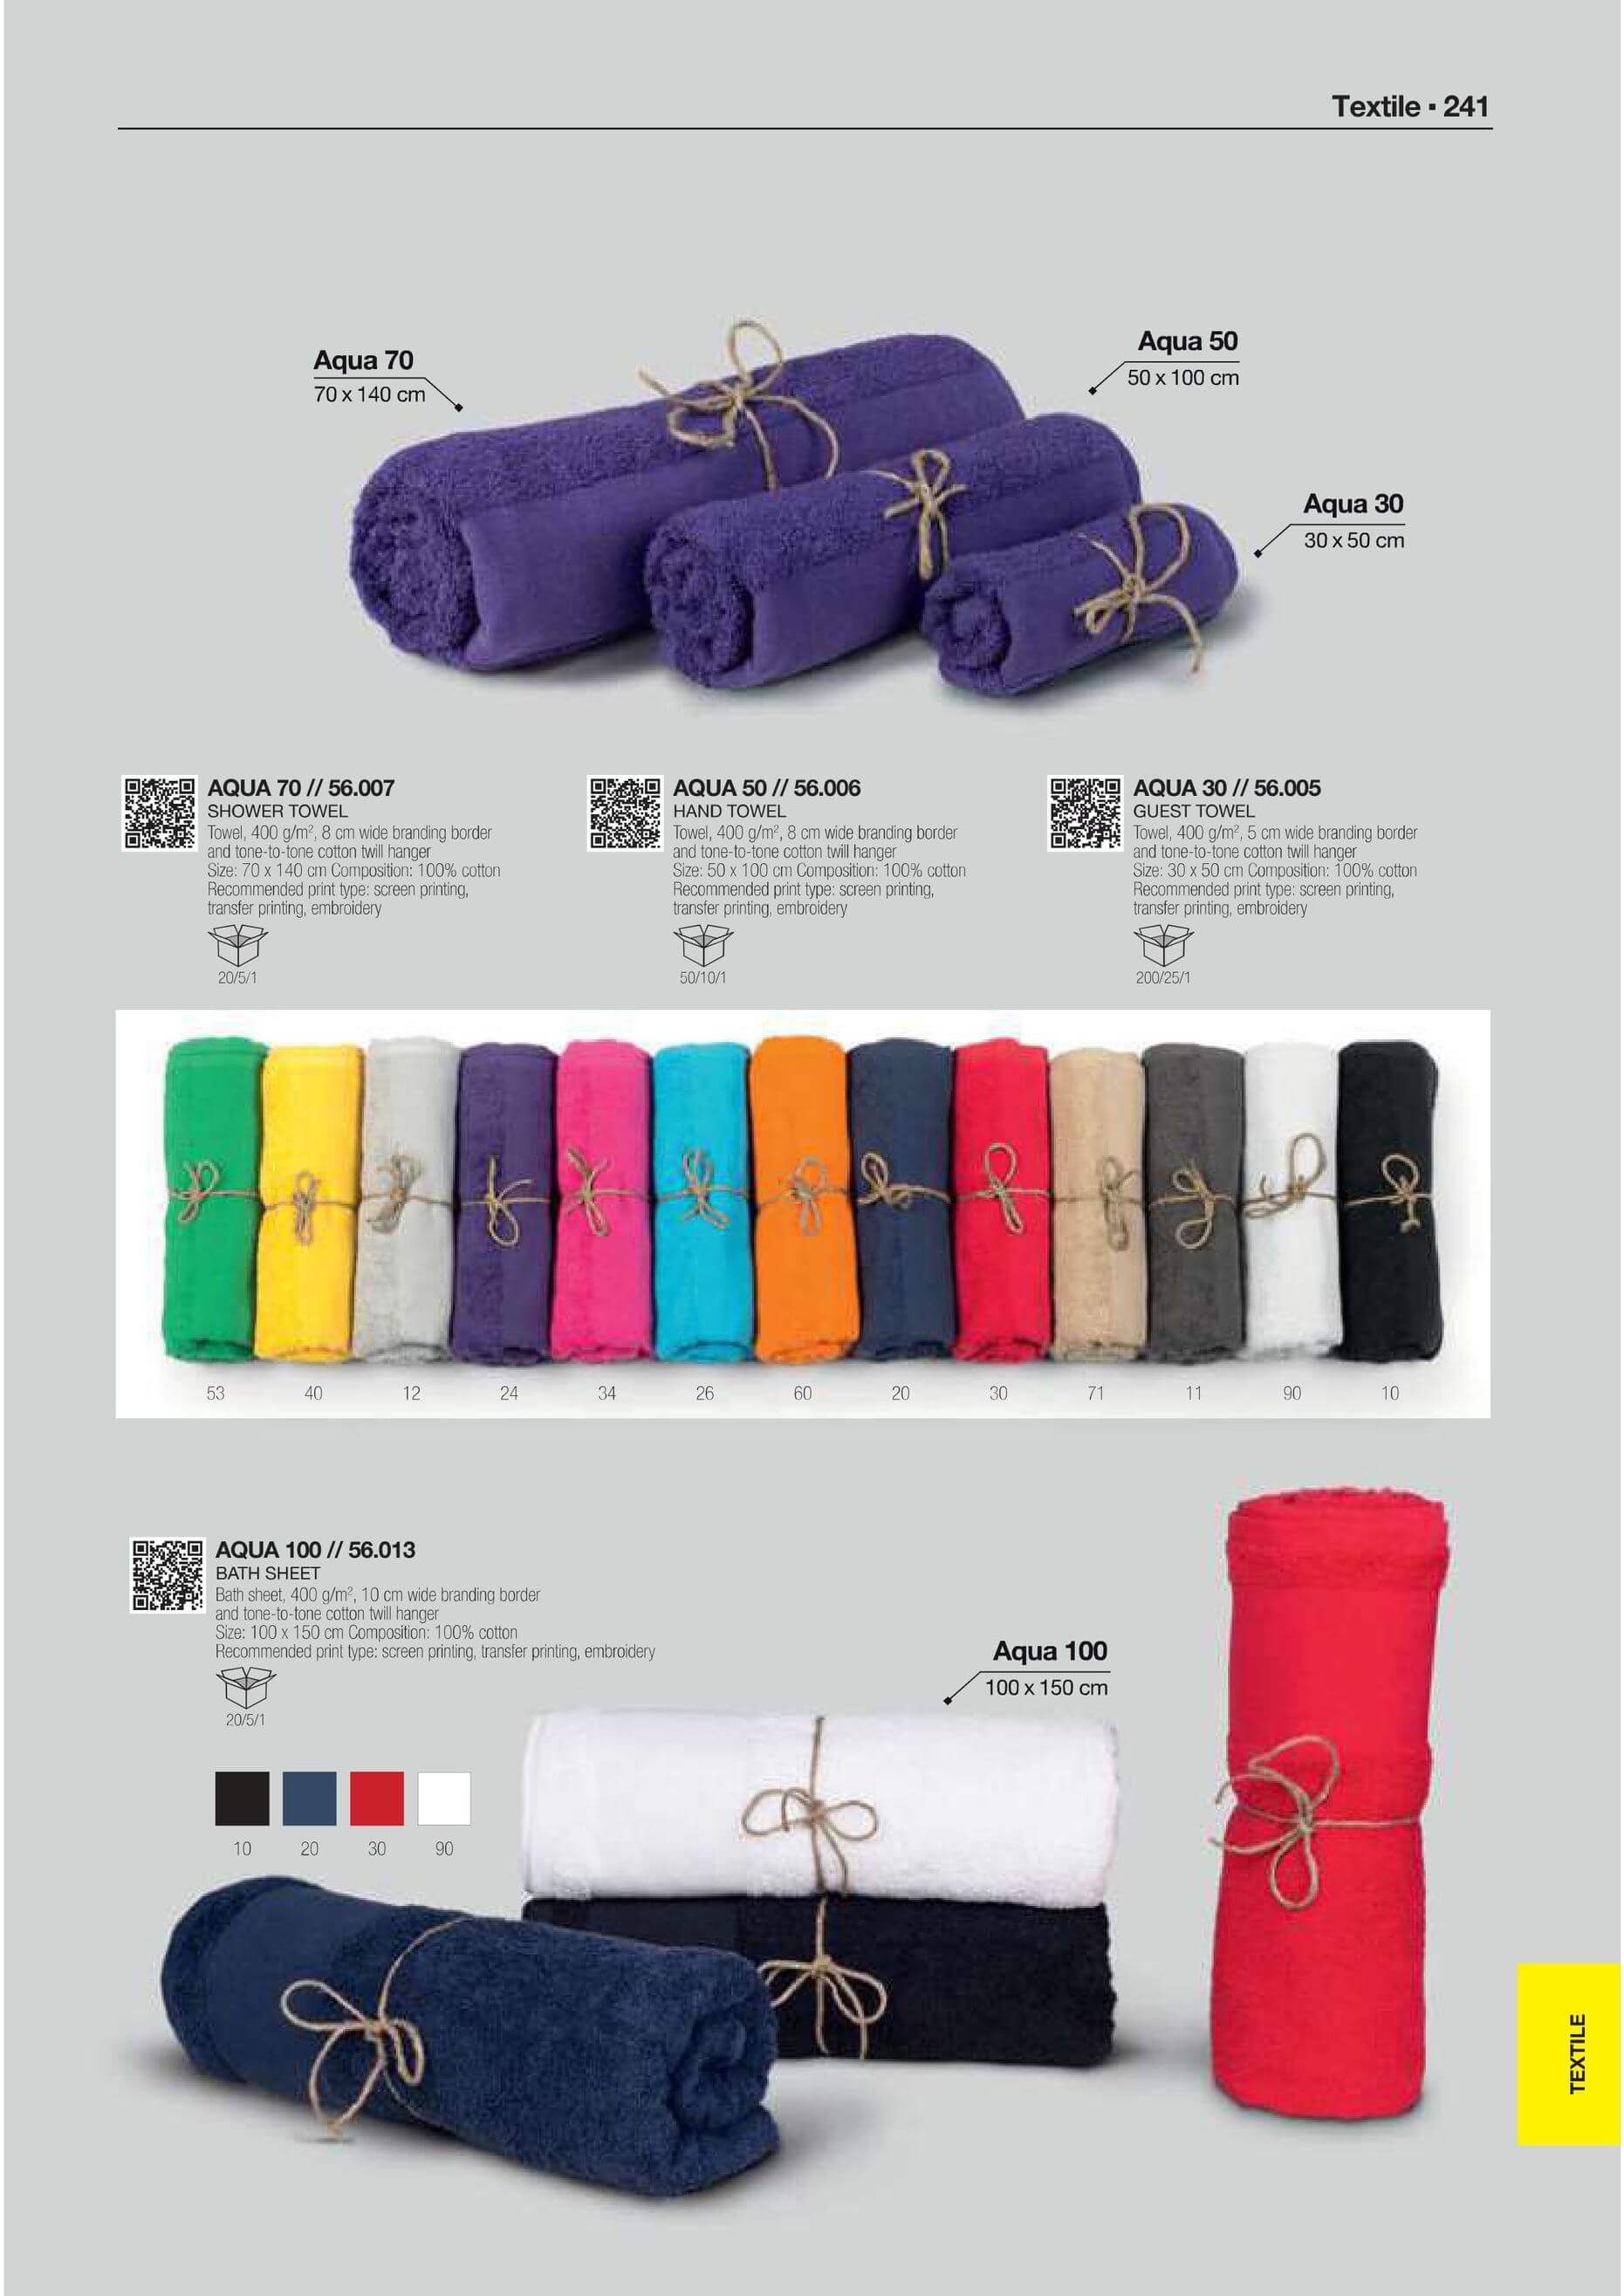 Textile ▪ 241
Aqua 70
70 x 140 cm
Aqua 50
50 x 100 cm
Aqua 30
30 x 50 cm
AQUA 70 // 56.007
SHOWER TOWEL
Towel, 400 g/m², 8 cm wide branding border
and tone-to-tone cotton twill hanger
Size: 70 x 140 cm Composition: 100% cotton
Recommended print type: screen printing,
transfer printing, embroidery
20/5/1
AQUA 50 // 56.006
HAND TOWEL
Towel, 400 g/m², 8 cm wide branding border
and tone-to-tone cotton twill hanger
Size: 50 x 100 cm Composition: 100% cotton
Recommended print type: screen printing,
transfer printing, embroidery
50/10/1
AQUA 30 // 56.005
GUEST TOWEL
Towel, 400 g/m², 5 cm wide branding border
and tone-to-tone cotton twill hanger
Size: 30 x 50 cm Composition: 100% cotton
Recommended print type: screen printing,
transfer printing, embroidery
200/25/1
53 40 12 24 34 26 60 20 30 71 11 90 10
AQUA 100 // 56.013
BATH SHEET
Bath sheet, 400 g/m², 10 cm wide branding border
and tone-to-tone cotton twill hanger
Size: 100 x 150 cm Composition: 100% cotton
Recommended print type: screen printing, transfer printing, embroidery
20/5/1
10 20 30 90
Aqua 100
100 x 150 cm
TEXTILE